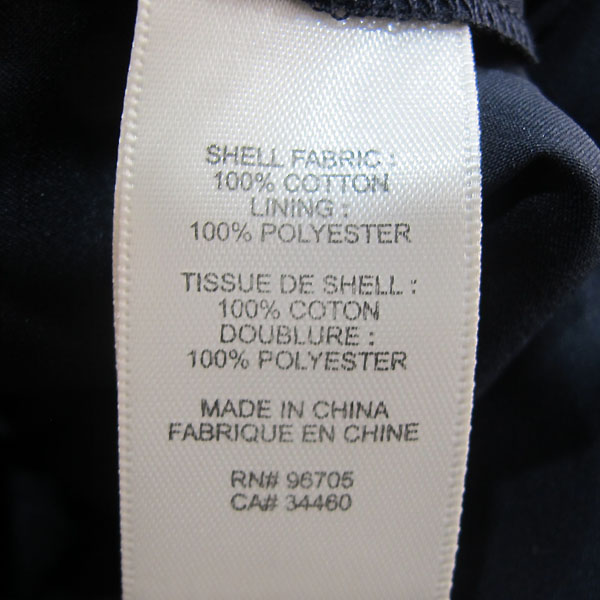 SHELL FABRIC :
100% COTTON
LINING :
100% POLYESTER
TISSUE DE SHELL :
100% COTON
DOUBLURE :
100% POLYESTER
MADE IN CHINA
FABRIQUE EN CHINE
RN# 96705
CA# 34460